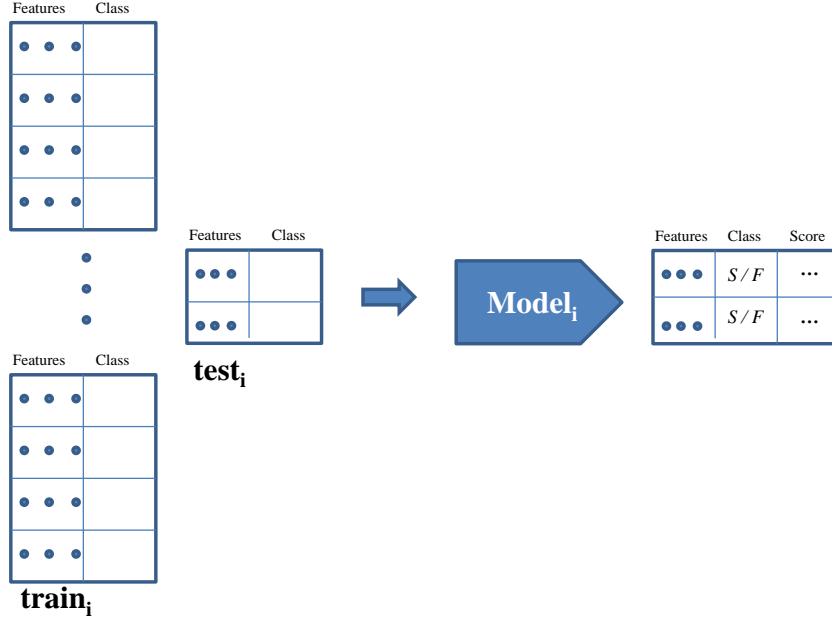 Features Class
Features Class
Features Class Score
S / F ...
Model_i
S / F ...
Features Class
test_i
train_i